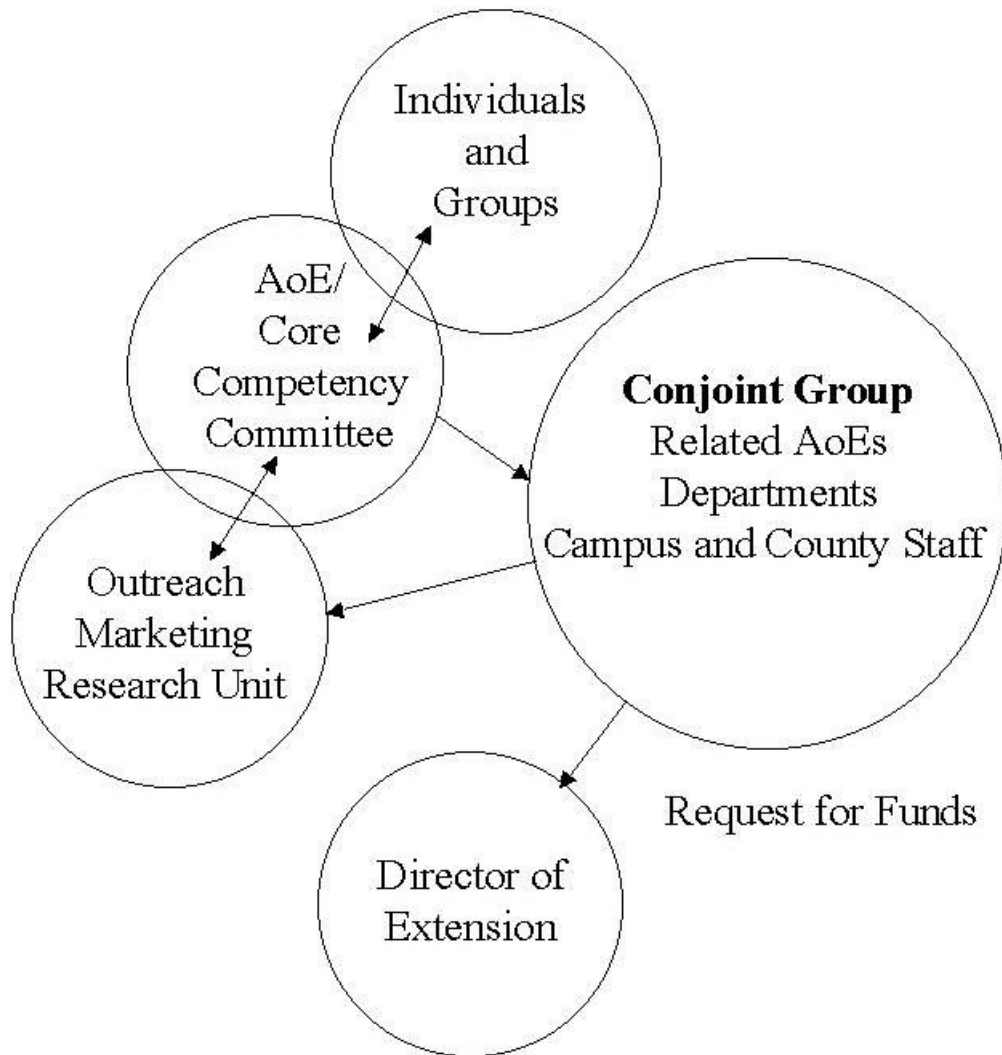 Individuals
and
Groups
AoE/
Core
Competency
Committee
Conjoint Group
Related AoEs
Departments
Campus and County Staff
Outreach
Marketing
Research Unit
Request for Funds
Director of
Extension